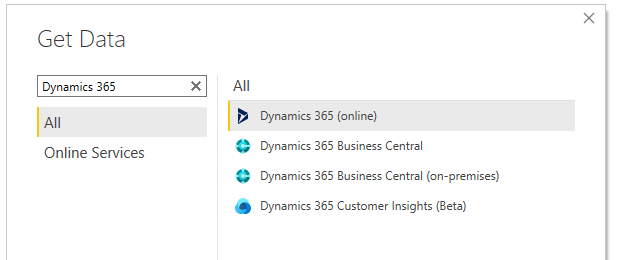 Get Data
Dynamics 365
All
Online Services
All
Dynamics 365 (online)
Dynamics 365 Business Central
Dynamics 365 Business Central (on-premises)
Dynamics 365 Customer Insights (Beta)